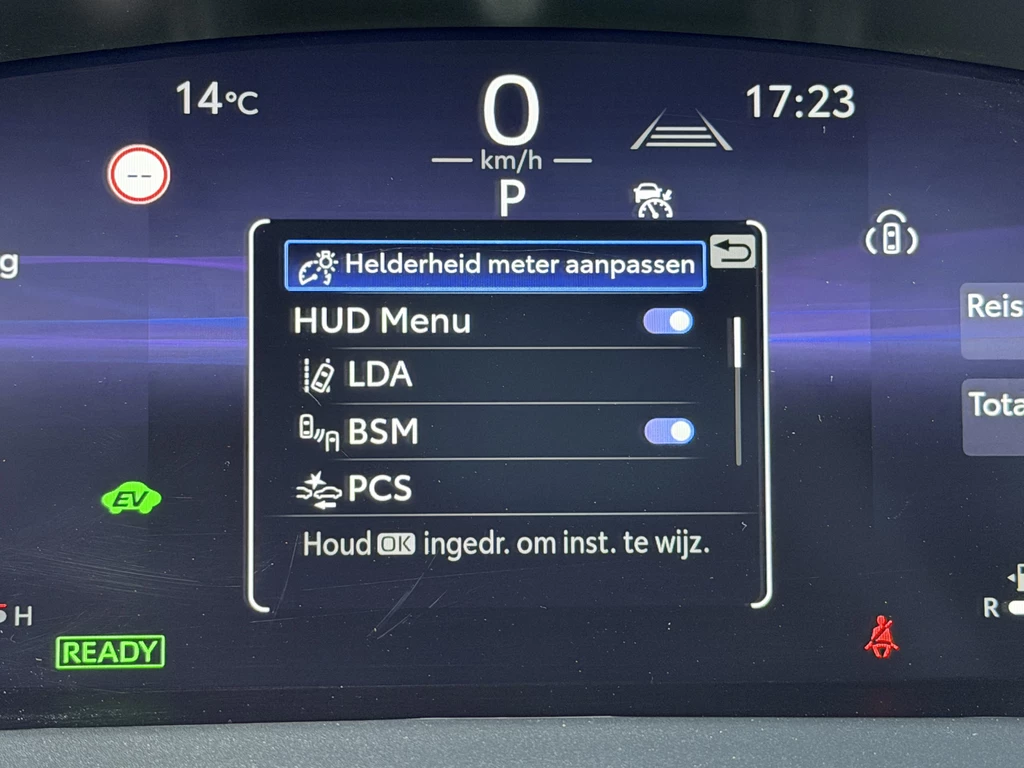 14°C
0
km/h
17:23
--
P
g
Helderheid meter aanpassen
HUD Menu
Reis
LDA
Tota
BSM
PCS
EV
Houd OK ingedr. om inst. te wijz.
H
R
READY